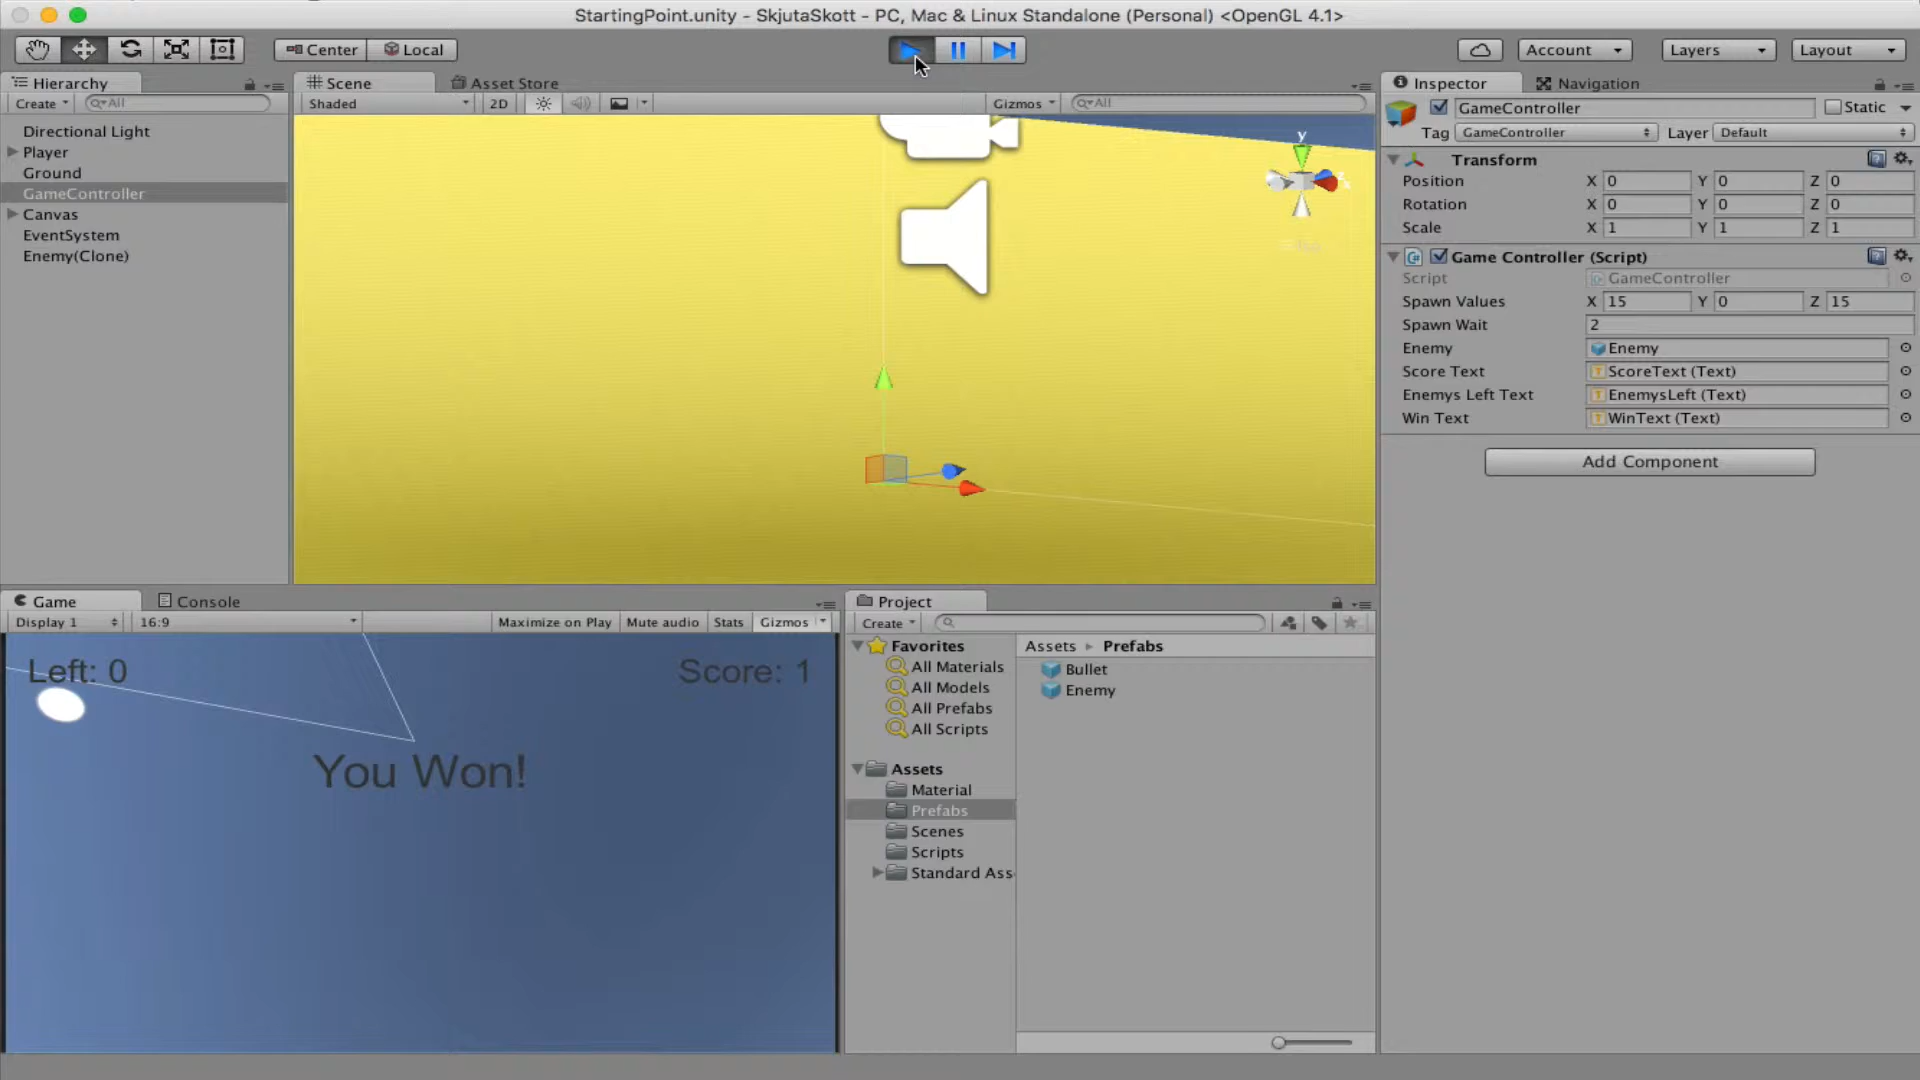 StartingPoint.unity - SkjutaSkott - PC, Mac & Linux Standalone (Personal) <OpenGL 4.1>
Center Local Account Layers Layout
Hierarchy
Create All
Directional Light
Player
Ground
GameController
Canvas
EventSystem
Enemy(Clone)
Scene Asset Store
Shaded 2D Gizmos All
y
Inspector Navigation
GameController Static
Tag GameController Layer Default
Transform
Position X 0 Y 0 Z 0
Rotation X 0 Y 0 Z 0
Scale X 1 Y 1 Z 1
Game Controller (Script)
Script GameController
Spawn Values X 15 Y 0 Z 15
Spawn Wait 2
Enemy Enemy
Score Text ScoreText (Text)
Enemys Left Text EnemysLeft (Text)
Win Text WinText (Text)
Add Component
Game Console
Display 1 16:9 Maximize on Play Mute audio Stats Gizmos
Left: 0 Score: 1
You Won!
Project
Create
Favorites
All Materials
All Models
All Prefabs
All Scripts
Assets
Material
Prefabs
Scenes
Scripts
Standard Ass
Assets Prefabs
Bullet
Enemy